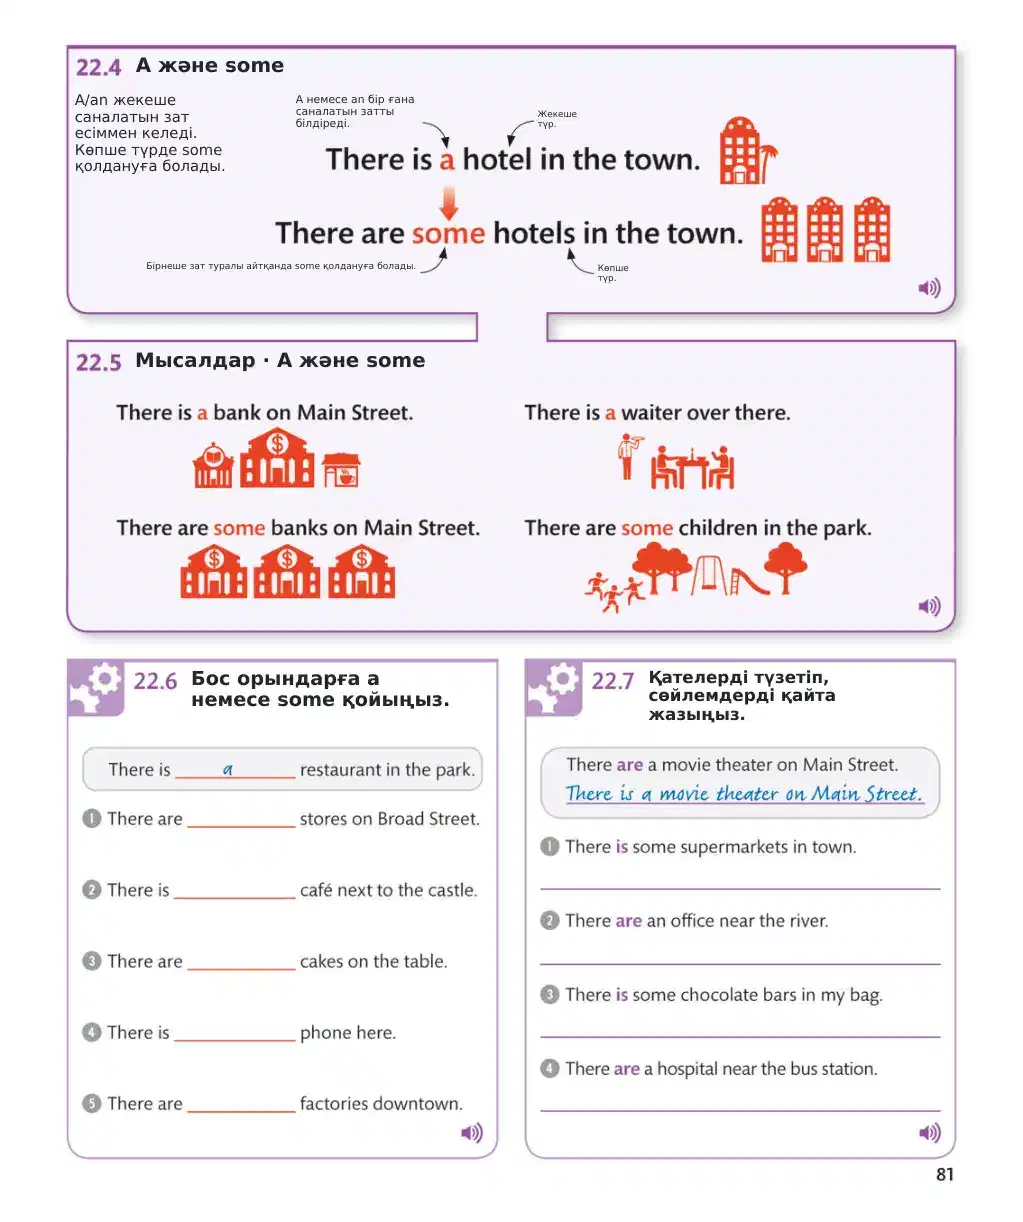 22.4 А және some
A/an жекеше
саналатын зат
есіммен келеді.
Көпше түрде some
қолдануға болады.
А немесе an бір ғана
саналатын затты
білдіреді.
Жекеше
түр.
There is a hotel in the town.
There are some hotels in the town.
Бірнеше зат туралы айтқанда some қолдануға болады.
Көпше
түр.
22.5 Мысалдар · А және some
There is a bank on Main Street.
There is a waiter over there.
There are some banks on Main Street.
There are some children in the park.
22.6 Бос орындарға a
немесе some қойыңыз.
There is a restaurant in the park.
1 There are ________ stores on Broad Street.
2 There is ________ café next to the castle.
3 There are ________ cakes on the table.
4 There is ________ phone here.
5 There are ________ factories downtown.
22.7 Қателерді түзетіп,
сөйлемдерді қайта
жазыңыз.
There are a movie theater on Main Street.
There is a movie theater on Main Street.
1 There is some supermarkets in town.
2 There are an office near the river.
3 There is some chocolate bars in my bag.
4 There are a hospital near the bus station.
81